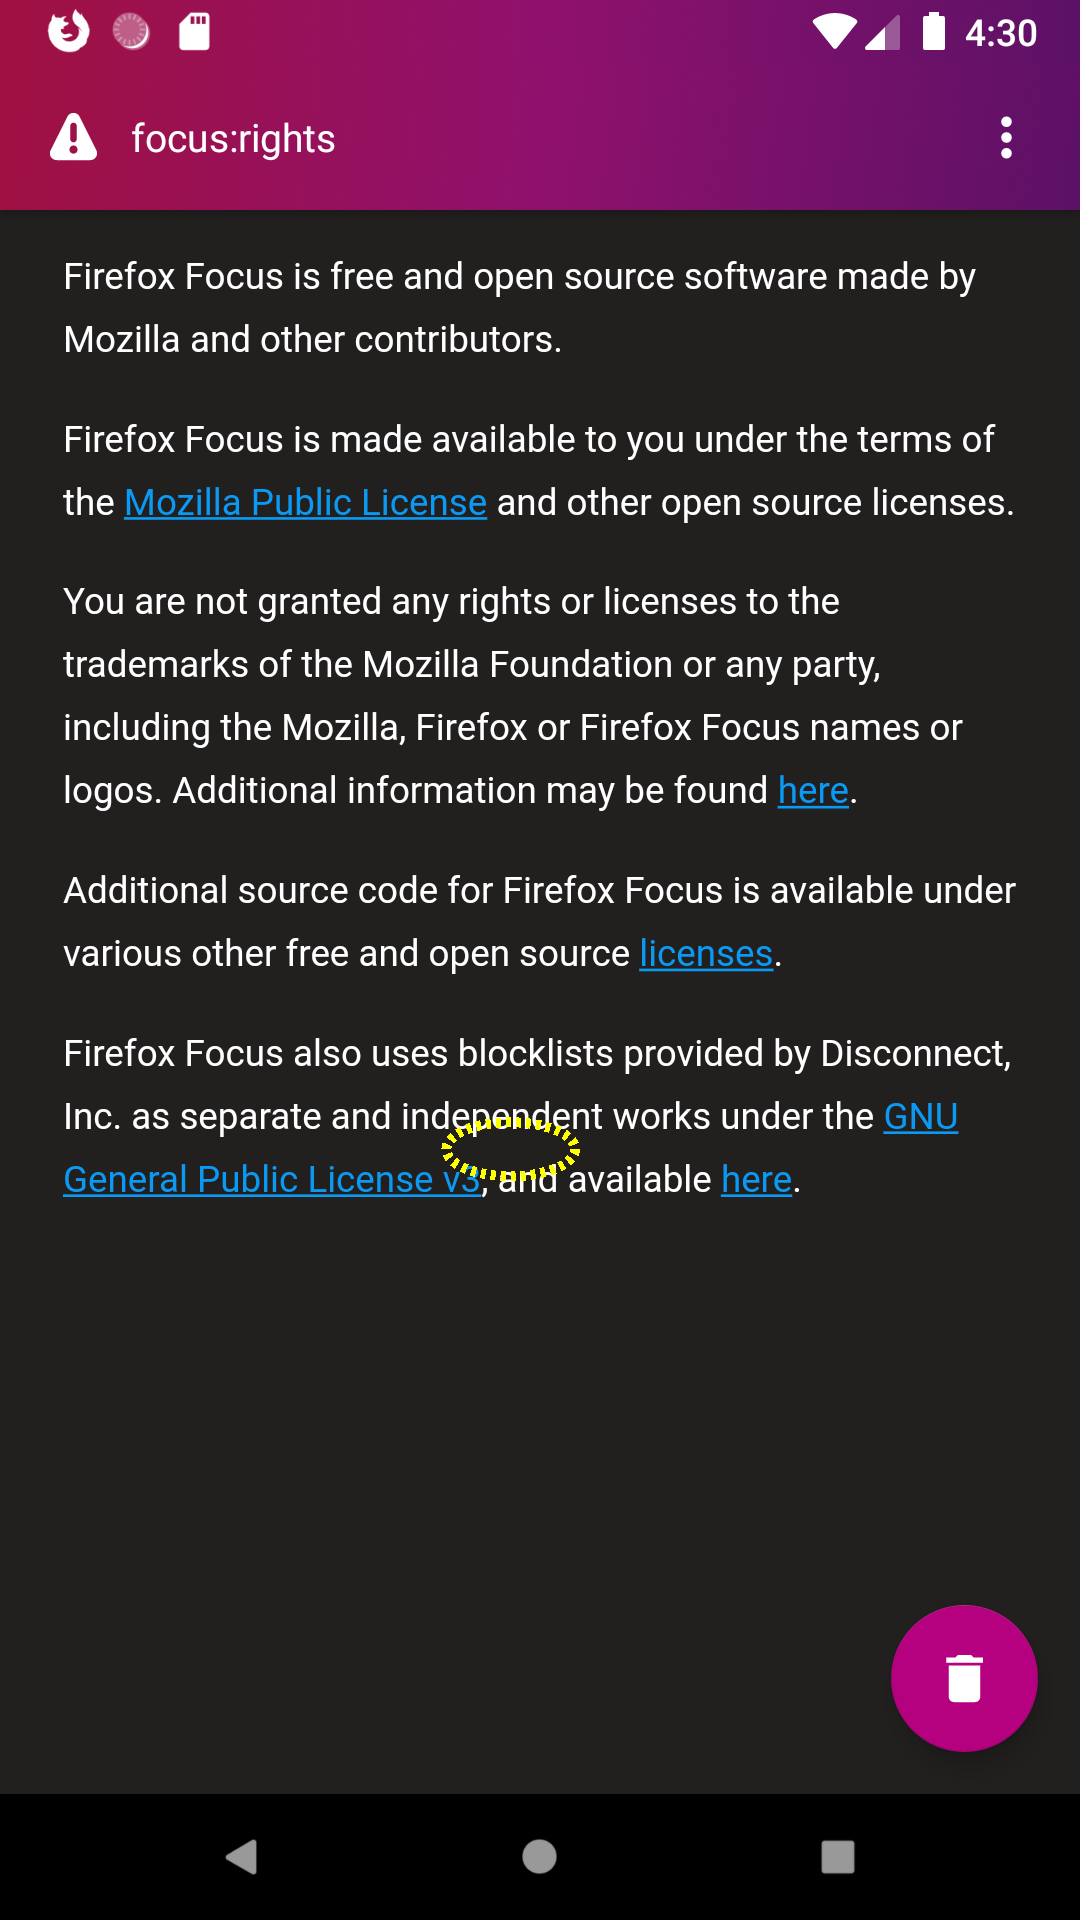 4:30
focus:rights
Firefox Focus is free and open source software made by
Mozilla and other contributors.
Firefox Focus is made available to you under the terms of
the Mozilla Public License and other open source licenses.
You are not granted any rights or licenses to the
trademarks of the Mozilla Foundation or any party,
including the Mozilla, Firefox or Firefox Focus names or
logos. Additional information may be found here.
Additional source code for Firefox Focus is available under
various other free and open source licenses.
Firefox Focus also uses blocklists provided by Disconnect,
Inc. as separate and independent works under the GNU
General Public License v3, and available here.